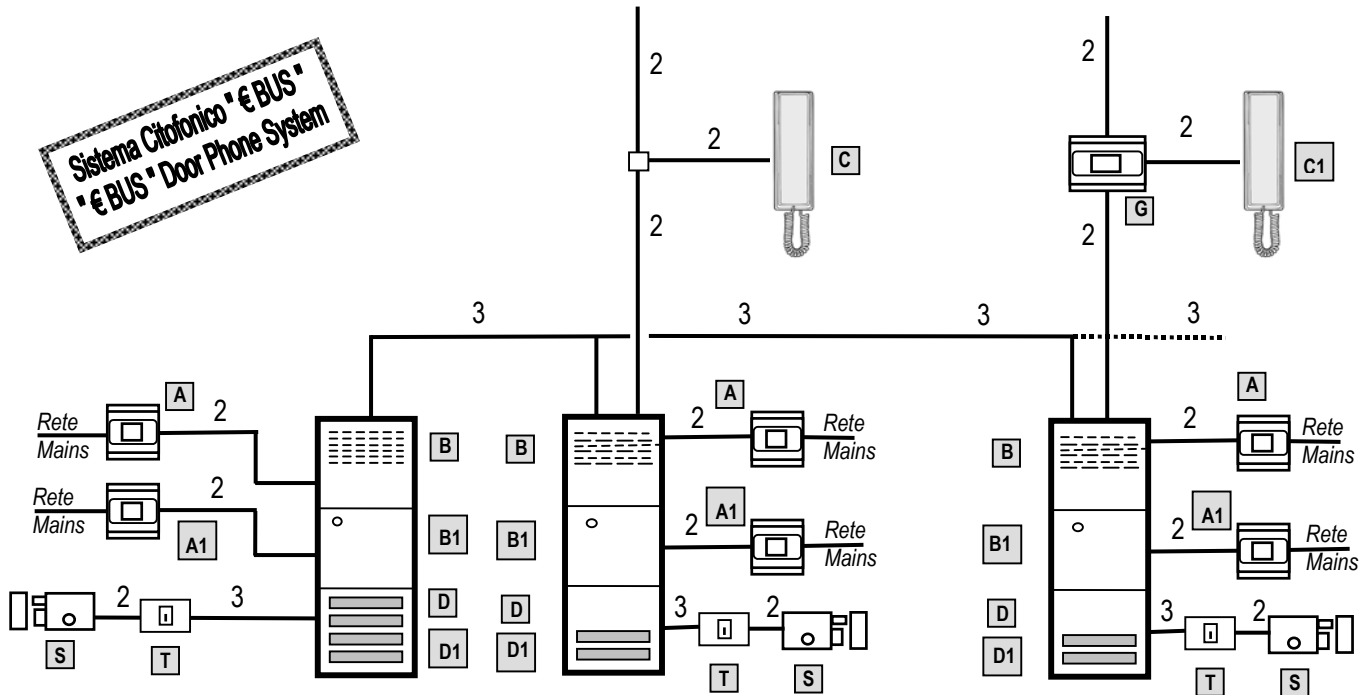 Sistema Citofonico " € BUS "
" € BUS " Door Phone System
2
2
2
2
C
C1
G
2
2
3
3
3
3
A
A
A
Rete
Mains
2
2
Rete
Mains
2
Rete
Mains
B
B
B
Rete
Mains
2
A1
A1
A1
2
Rete
Mains
2
Rete
Mains
B1
B1
B1
2
3
D
D
D
3
2
3
2
S
T
D1
D1
D1
T
S
T
S